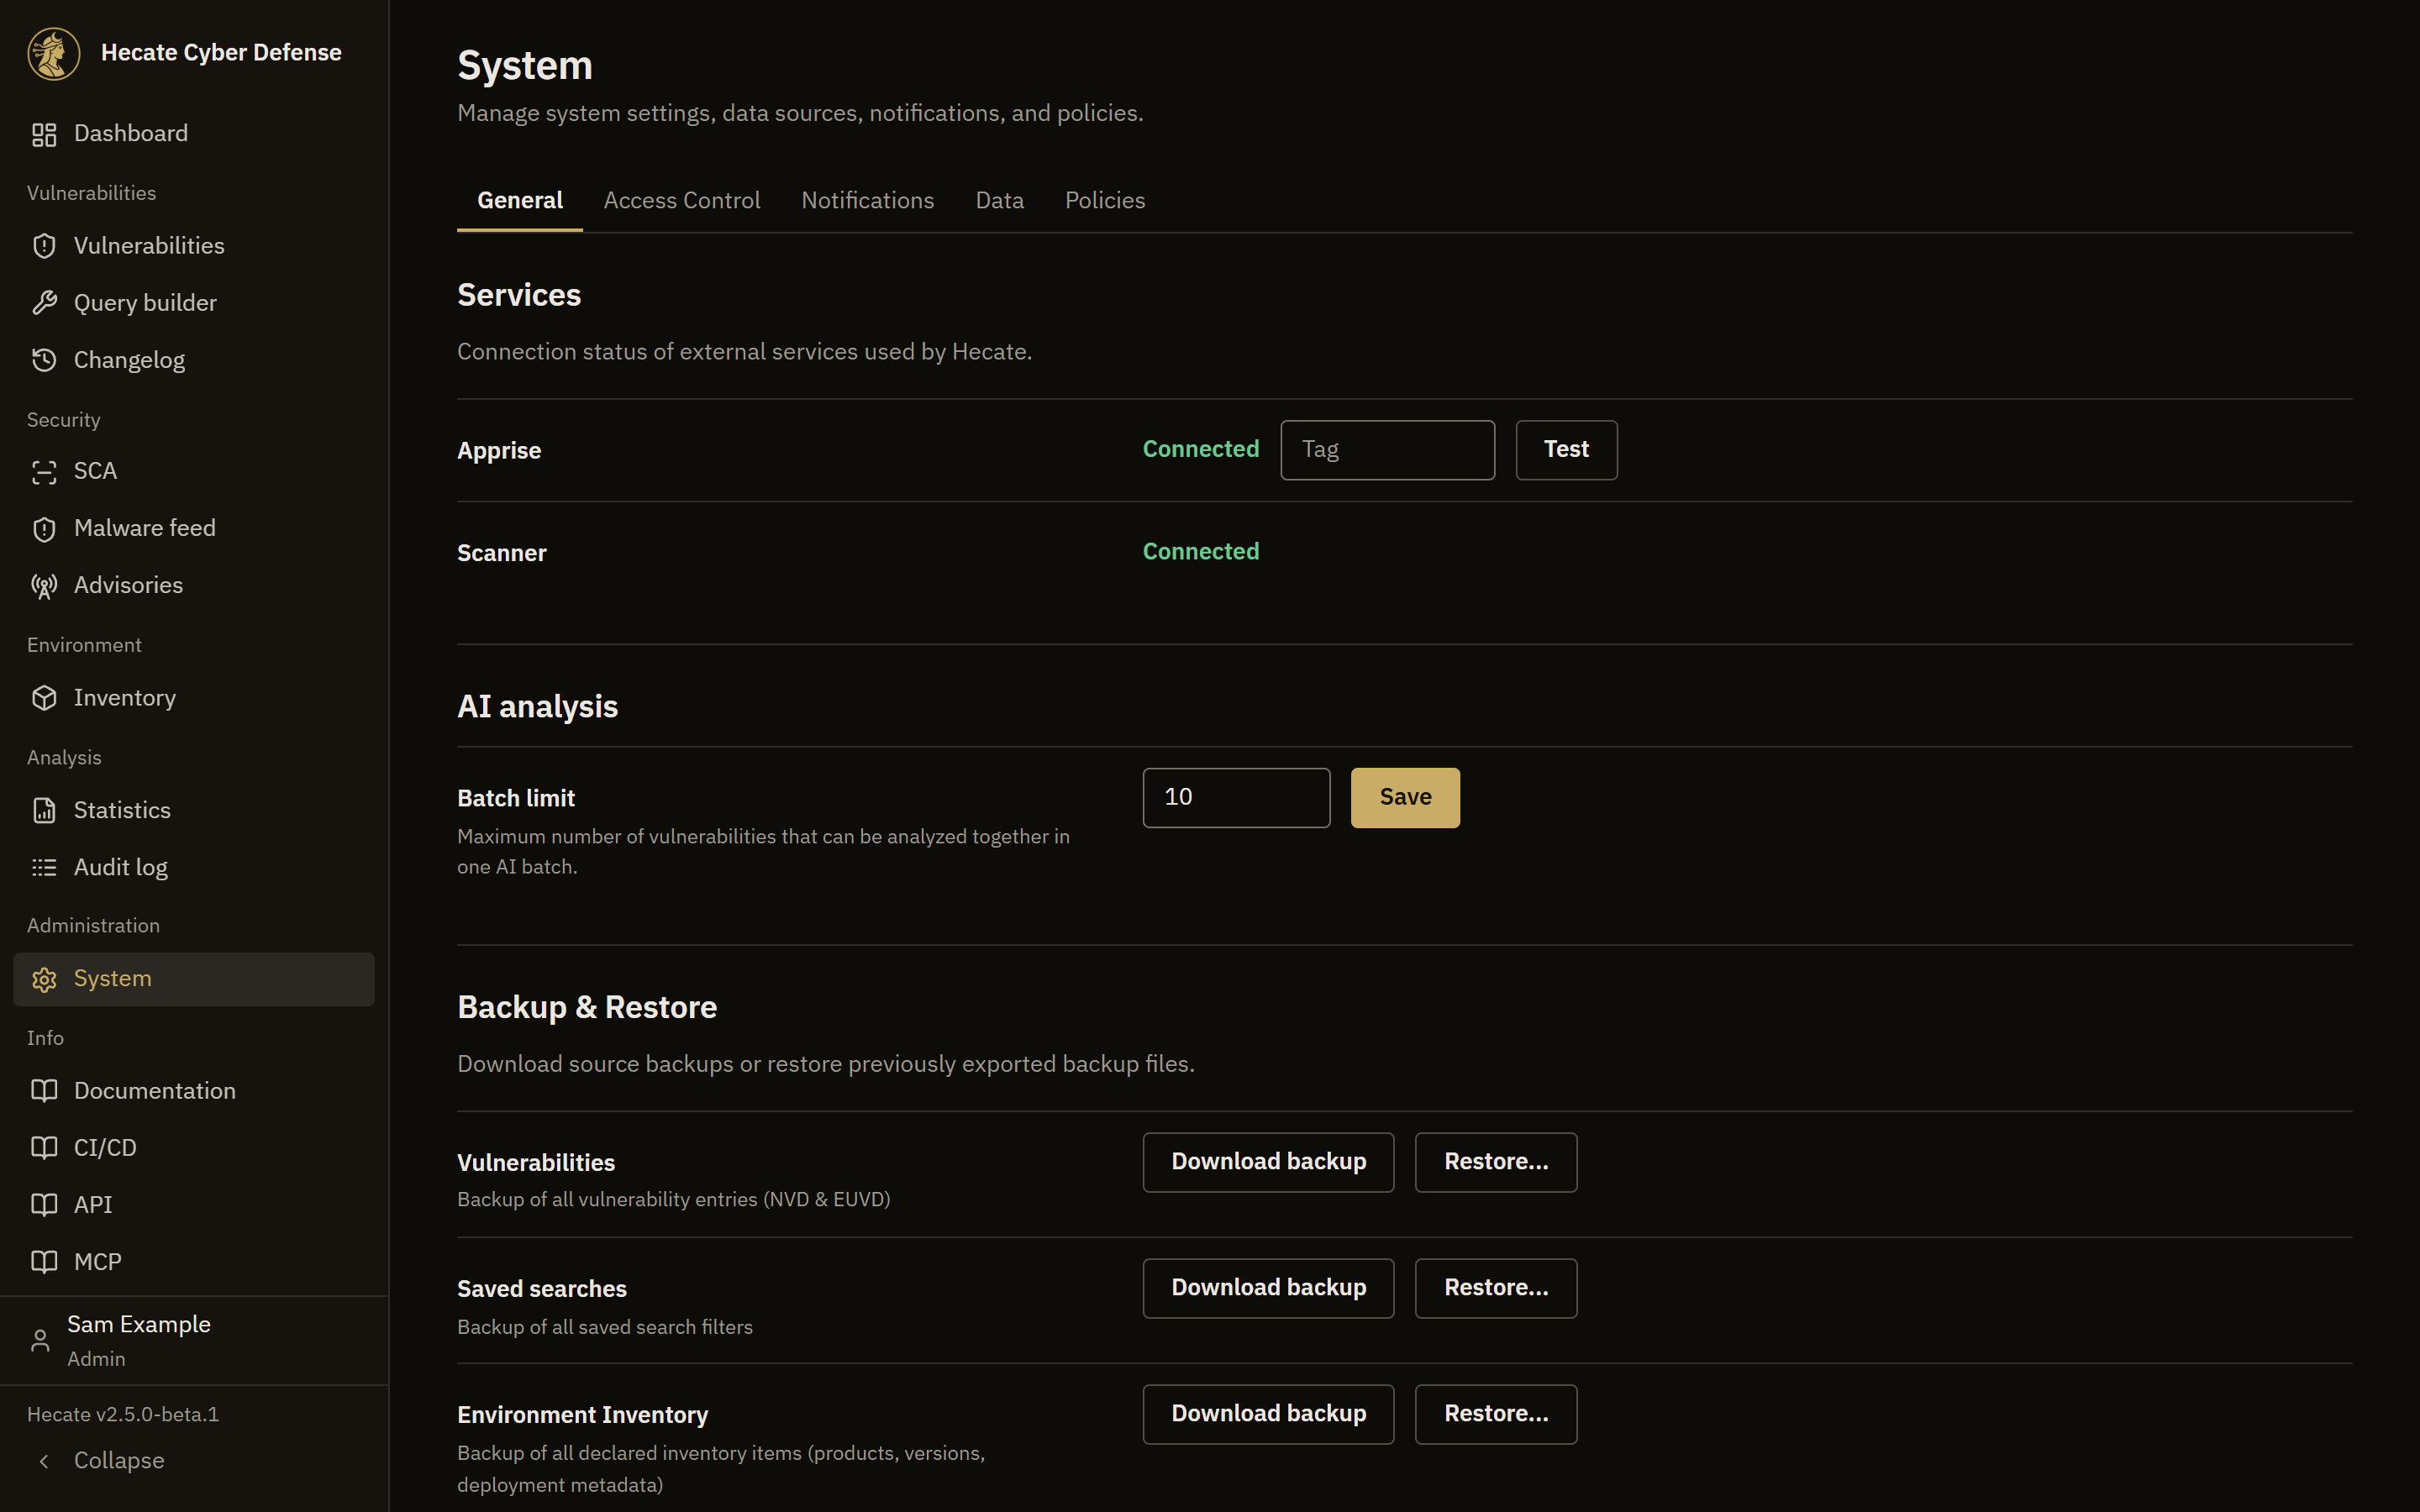 Hecate Cyber Defense
Dashboard
Vulnerabilities
Vulnerabilities
Query builder
Changelog
Security
SCA
Malware feed
Advisories
Environment
Inventory
Analysis
Statistics
Audit log
Administration
System
Info
Documentation
CI/CD
API
MCP
Sam Example
Admin
Hecate v2.5.0-beta.1
Collapse
System
Manage system settings, data sources, notifications, and policies.
General Access Control Notifications Data Policies
Services
Connection status of external services used by Hecate.
Apprise Connected Tag Test
Scanner Connected
AI analysis
Batch limit 10 Save
Maximum number of vulnerabilities that can be analyzed together in
one AI batch.
Backup & Restore
Download source backups or restore previously exported backup files.
Vulnerabilities Download backup Restore...
Backup of all vulnerability entries (NVD & EUVD)
Saved searches Download backup Restore...
Backup of all saved search filters
Environment Inventory Download backup Restore...
Backup of all declared inventory items (products, versions,
deployment metadata)